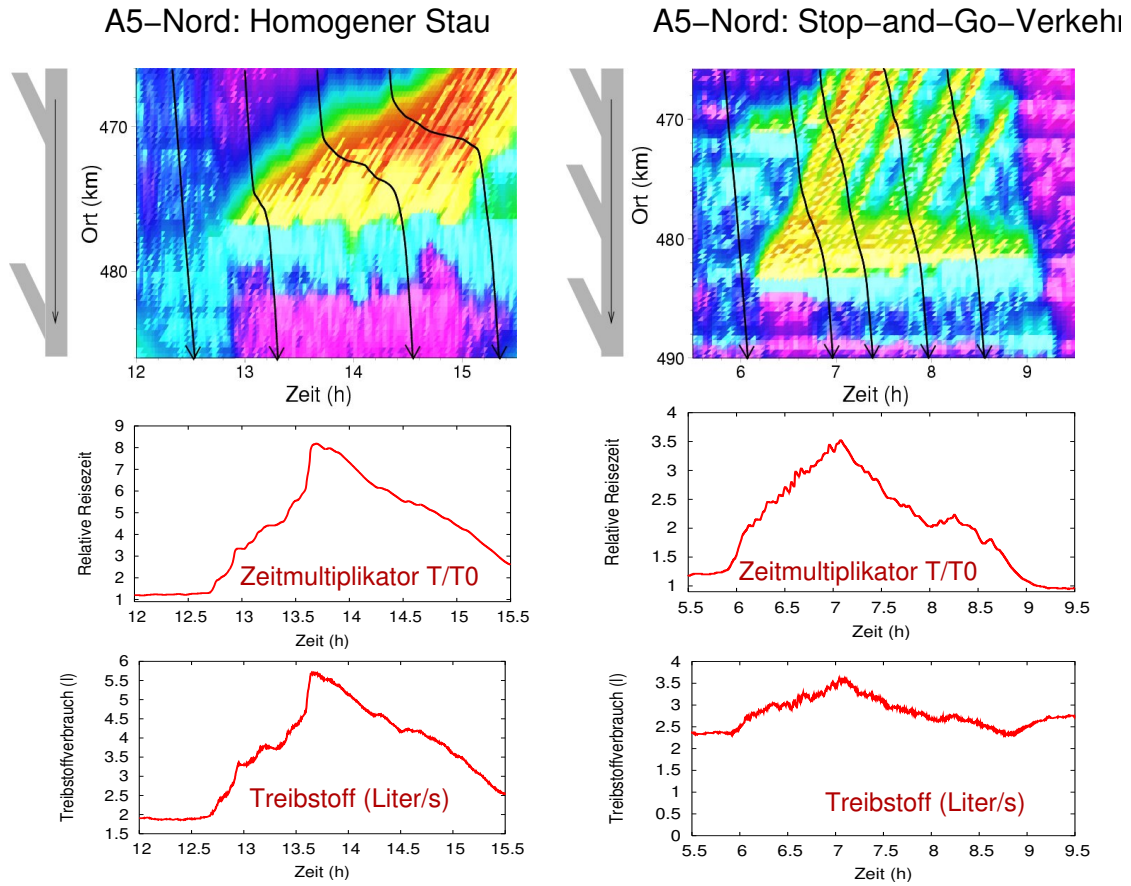 A5-Nord: Homogener Stau
Ort (km)
470
480
12
13
14
15
Zeit (h)
Relative Reisezeit
9
8
7
6
5
4
3
2
1
Zeitmultiplikator T/T0
12 12.5 13 13.5 14 14.5 15 15.5
Zeit (h)
Treibstoffverbrauch (l)
6
5.5
5
4.5
4
3.5
3
2.5
2
1.5
Treibstoff (Liter/s)
12 12.5 13 13.5 14 14.5 15 15.5
Zeit (h)
A5-Nord: Stop-and-Go-Verkehr
Ort (km)
470
480
490
6
7
8
9
Zeit (h)
Relative Reisezeit
4
3.5
3
2.5
2
1.5
1
Zeitmultiplikator T/T0
5.5 6 6.5 7 7.5 8 8.5 9 9.5
Zeit (h)
Treibstoffverbrauch (l)
4
3.5
3
2.5
2
1.5
1
0.5
0
Treibstoff (Liter/s)
5.5 6 6.5 7 7.5 8 8.5 9 9.5
Zeit (h)